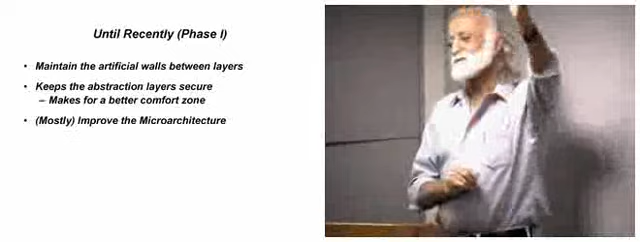 Until Recently (Phase I)
• Maintain the artificial walls between layers
• Keeps the abstraction layers secure
– Makes for a better comfort zone
• (Mostly) Improve the Microarchitecture